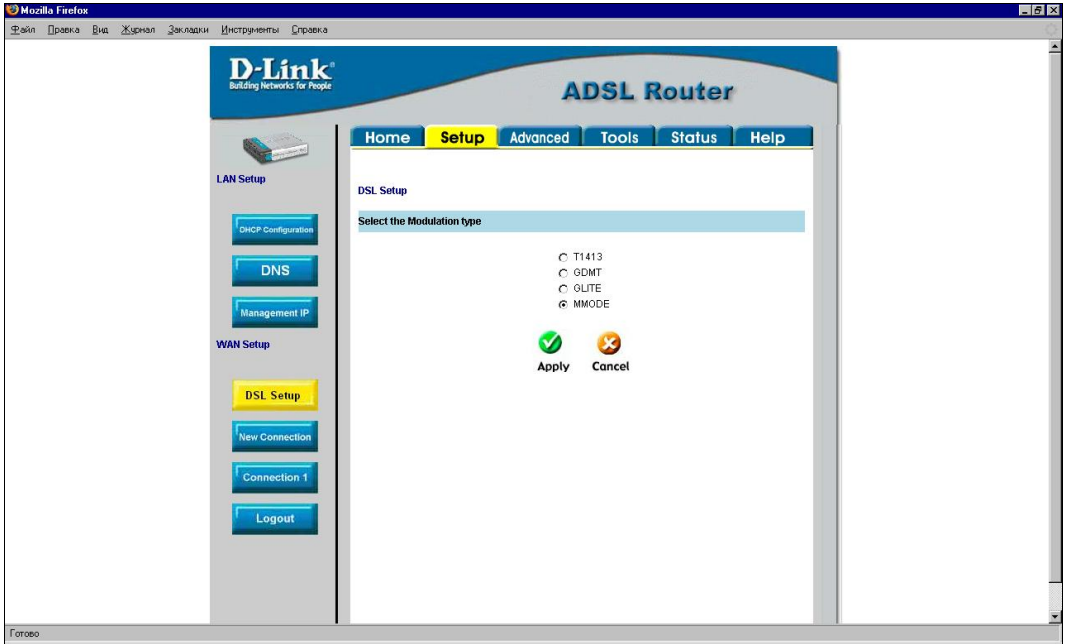 Mozilla Firefox
Файл Правка Вид Журнал Закладки Инструменты Справка
D-Link
Building Networks for People
ADSL Router
Home Setup Advanced Tools Status Help
LAN Setup
DHCP Configuration
DNS
Management IP
WAN Setup
DSL Setup
New Connection
Connection 1
Logout
DSL Setup
Select the Modulation type
T1413
GDMT
GLITE
MMODE
Apply Cancel
Готово